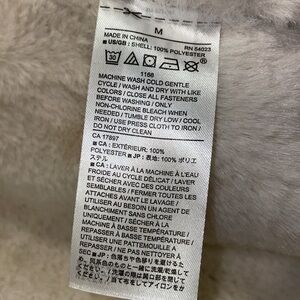 M
MADE IN CHINA RN 54023
■ US/GB : SHELL: 100% POLYESTER
30
1158
MACHINE WASH COLD GENTLE
CYCLE / WASH AND DRY WITH LIKE
COLORS / CLOSE ALL FASTENERS
BEFORE WASHING / ONLY
NON-CHLORINE BLEACH WHEN
NEEDED / TUMBLE DRY LOW / COOL
IRON / USE PRESS CLOTH TO IRON /
DO NOT DRY CLEAN
CA 17897
■ CA : EXTÉRIEUR: 100%
POLYESTER ■ JP : 表地: 100% ポリエ
ステル
■ CA : LAVER À LA MACHINE À L'EAU
FROIDE AU CYCLE DÉLICAT / LAVER
ET SÉCHER AVEC DES COULEURS
SEMBLABLES / FERMER TOUTES LES
ATTACHES AVANT LE LAVAGE /
UTILISER AU BESOIN UN AGENT DE
BLANCHIMENT SANS CHLORE
UNIQUEMENT / SÉCHER À LA
MACHINE À BASSE TEMPÉRATURE /
UTILISER UNE PATTEMOUILLE POUR
REPASSER / REPASSER À BASSE
TEMPÉRATURE / NE PAS NETTOYER À
SEC